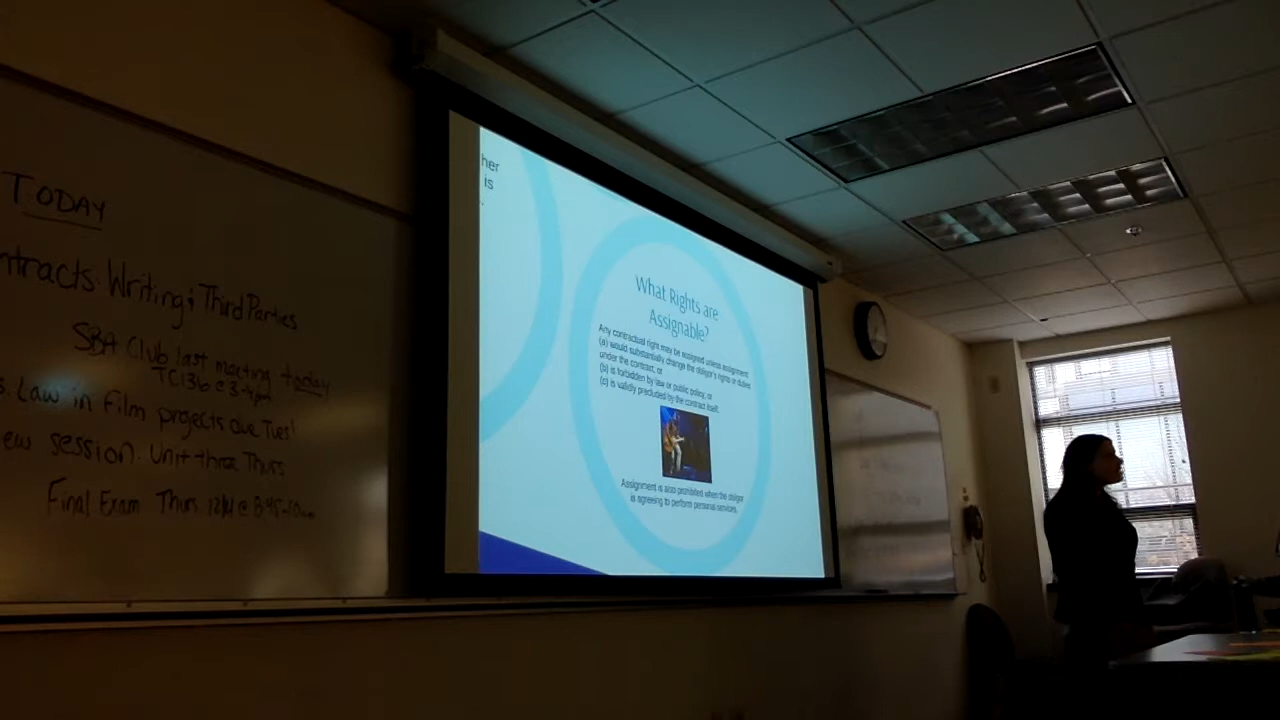 TODAY
ntracts: Writing & Third Parties
SBA Club last meeting today
TC136 @ 3-4pm
s. Law in Film projects due Tues!
ew session. Unit three Thurs
Final Exam Thurs 12/11 @ 8:45-
her
is
What Rights are
Assignable?
Any contractual right may be assigned unless assignment
(a) would substantially change the obligor's rights or duties
under the contract; or
(b) is forbidden by law or public policy; or
(c) is validly precluded by the contract itself.
Assignment is also prohibited when the obligor
is agreeing to perform personal services.